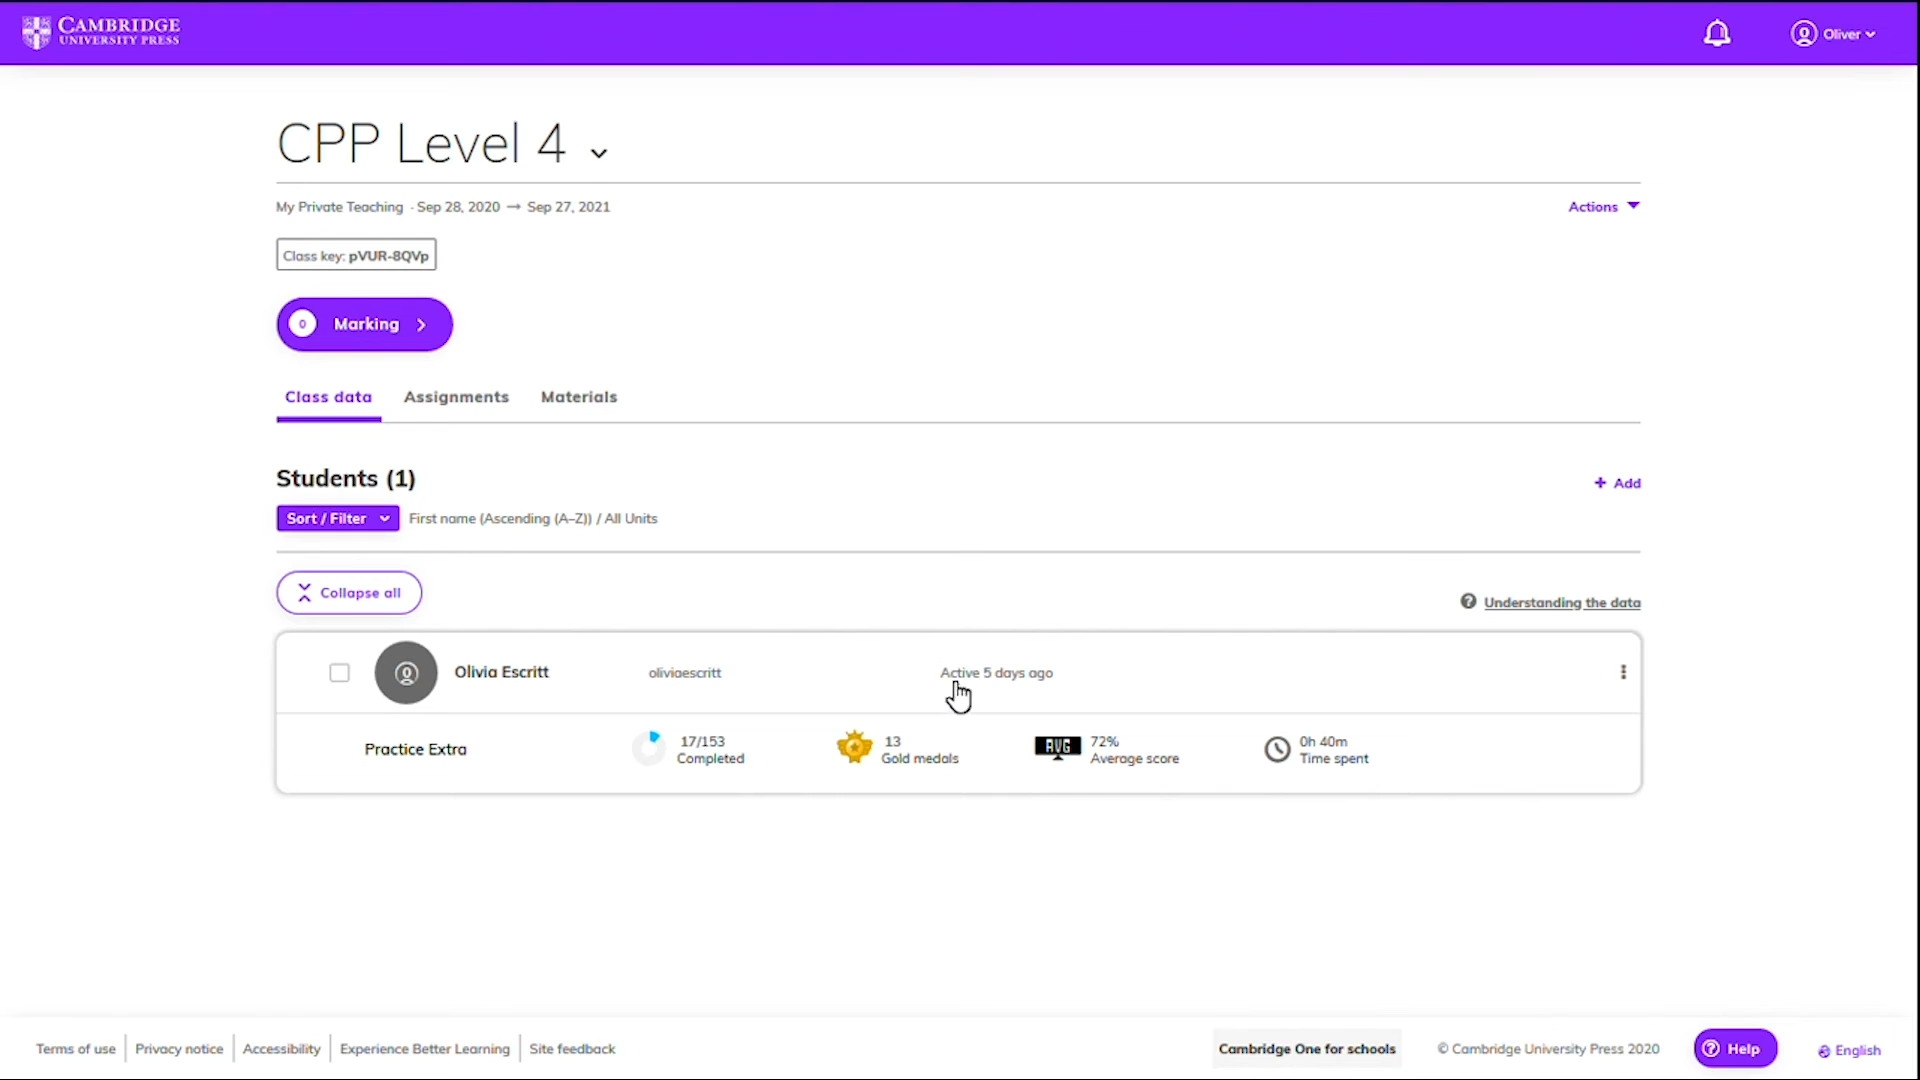 CAMBRIDGE
UNIVERSITY PRESS
Oliver
CPP Level 4
My Private Teaching · Sep 28, 2020 → Sep 27, 2021
Actions
Class key: pVUR-8QVp
0 Marking
Class data Assignments Materials
Students (1)
+ Add
Sort / Filter First name (Ascending (A-Z)) / All Units
Collapse all
Understanding the data
Olivia Escritt oliviaescritt Active 5 days ago
Practice Extra
17/153
Completed
13
Gold medals
AVG
72%
Average score
0h 40m
Time spent
Terms of use Privacy notice Accessibility Experience Better Learning Site feedback
Cambridge One for schools © Cambridge University Press 2020 Help English